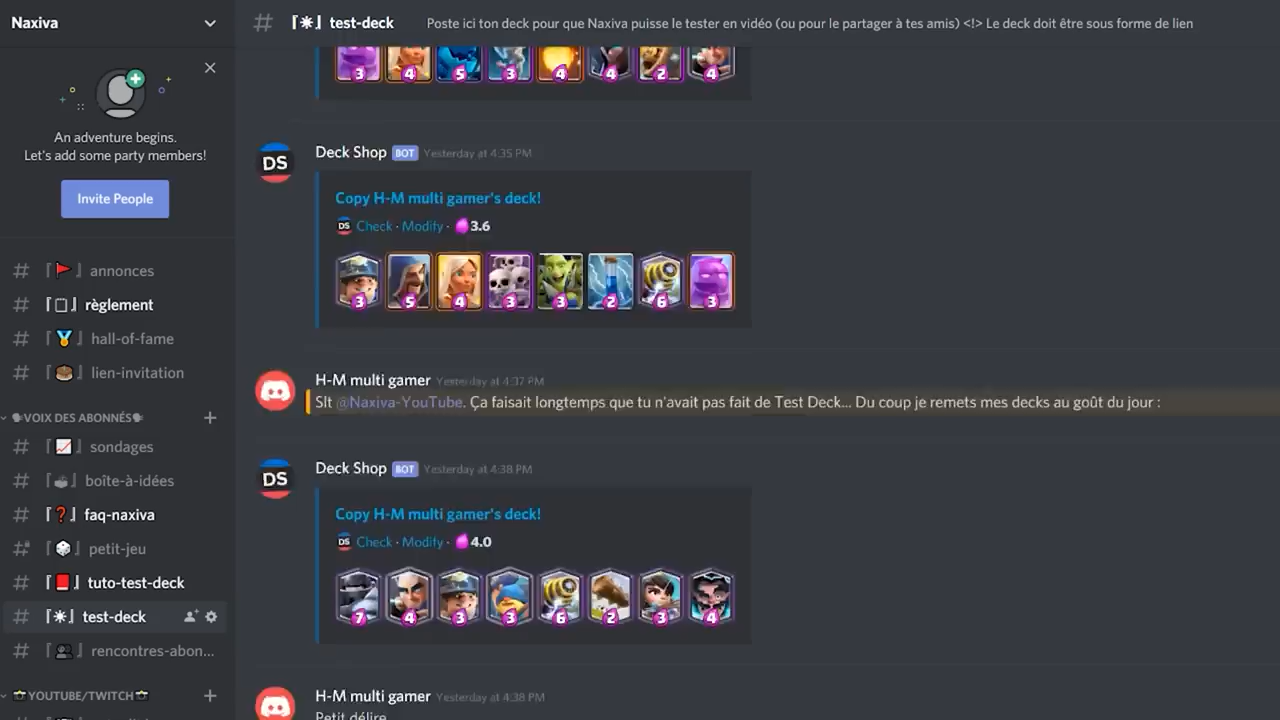 Naxiva
An adventure begins.
Let's add some party members!
Invite People
annonces
règlement
hall-of-fame
lien-invitation
VOIX DES ABONNÉS
sondages
boîte-à-idées
faq-naxiva
petit-jeu
tuto-test-deck
test-deck
rencontres-abon...
YOUTUBE/TWITCH
# 『☀』 test-deck Poste ici ton deck pour que Naxiva puisse le tester en vidéo (ou pour le partager à tes amis) <!> Le deck doit être sous forme de lien
3 4 5 3 4 4 2 4
DS
Deck Shop BOT Yesterday at 4:35 PM
Copy H-M multi gamer's deck!
DS Check · Modify · 3.6
3 5 4 3 3 2 6 3
H-M multi gamer Yesterday at 4:37 PM
Slt @Naxiva-YouTube. Ça faisait longtemps que tu n'avait pas fait de Test Deck... Du coup je remets mes decks au goût du jour :
DS
Deck Shop BOT Yesterday at 4:38 PM
Copy H-M multi gamer's deck!
DS Check · Modify · 4.0
7 4 3 3 6 2 3 4
H-M multi gamer Yesterday at 4:38 PM
Petit délire